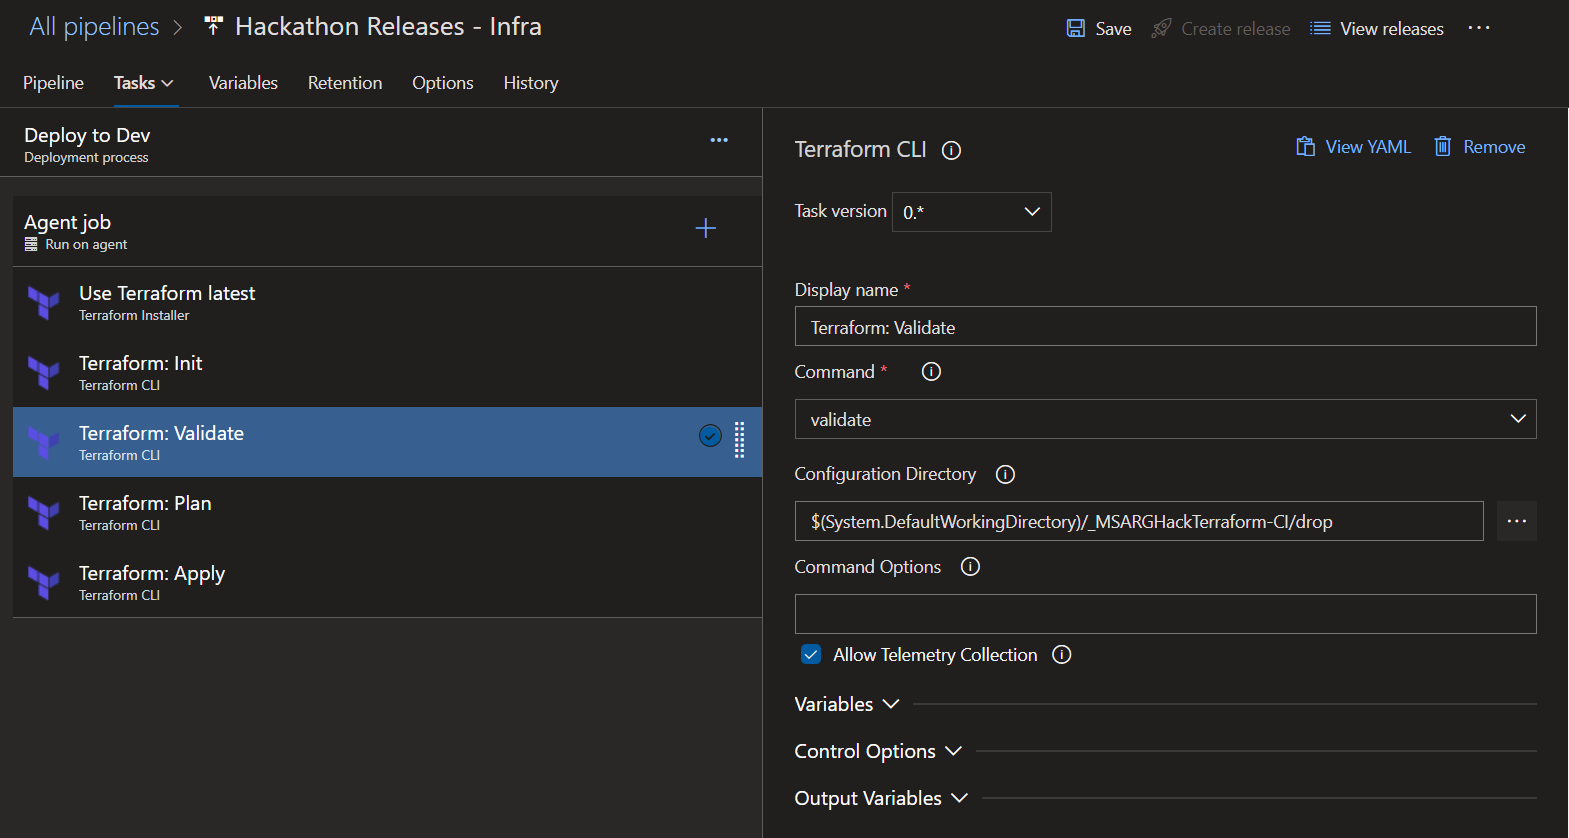 All pipelines > Hackathon Releases - Infra
Save Create release View releases ...
Pipeline Tasks Variables Retention Options History
Deploy to Dev
Deployment process
...
Agent job
Run on agent
Use Terraform latest
Terraform Installer
Terraform: Init
Terraform CLI
Terraform: Validate
Terraform CLI
Terraform: Plan
Terraform CLI
Terraform: Apply
Terraform CLI
Terraform CLI
View YAML Remove
Task version 0.*
Display name *
Terraform: Validate
Command *
validate
Configuration Directory
$(System.DefaultWorkingDirectory)/_MSARGHackTerraform-CI/drop
...
Command Options
Allow Telemetry Collection
Variables
Control Options
Output Variables